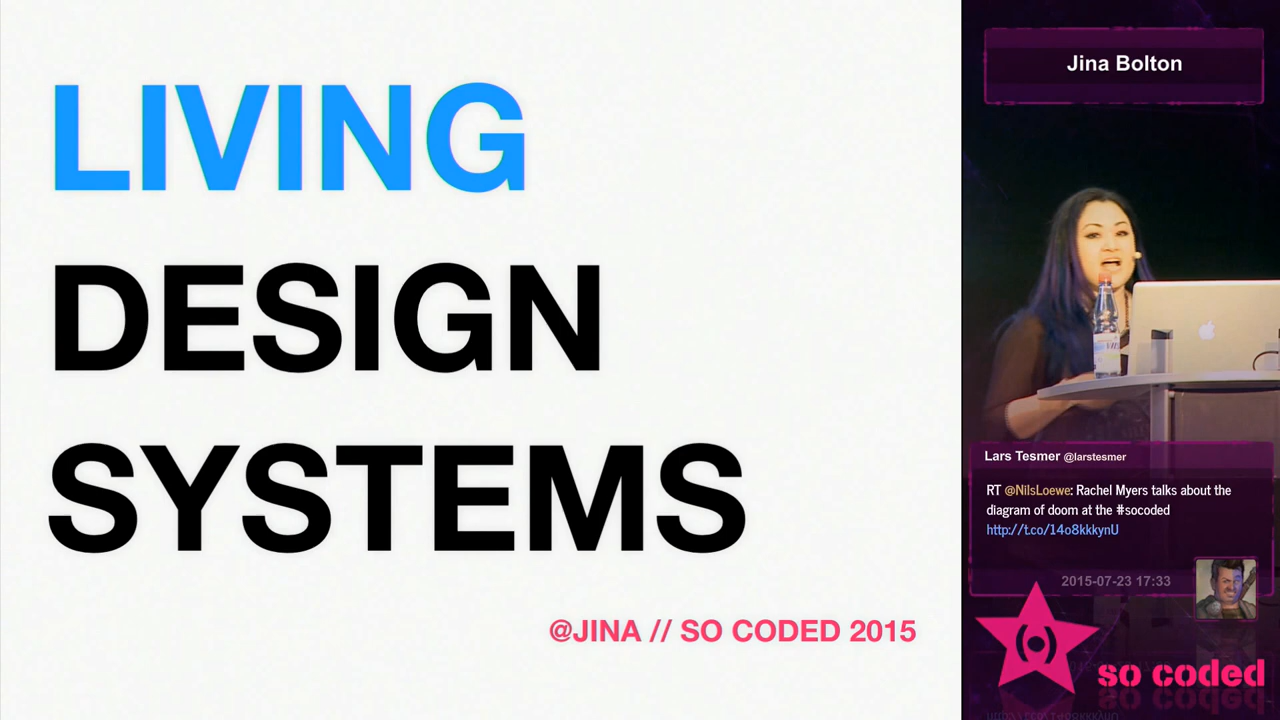 LIVING
DESIGN
SYSTEMS
@JINA // SO CODED 2015
Jina Bolton
Lars Tesmer @larstesmer
RT @NilsLoewe: Rachel Myers talks about the
diagram of doom at the #socoded
http://t.co/14o8kkkynU
2015-07-23 17:33
so coded